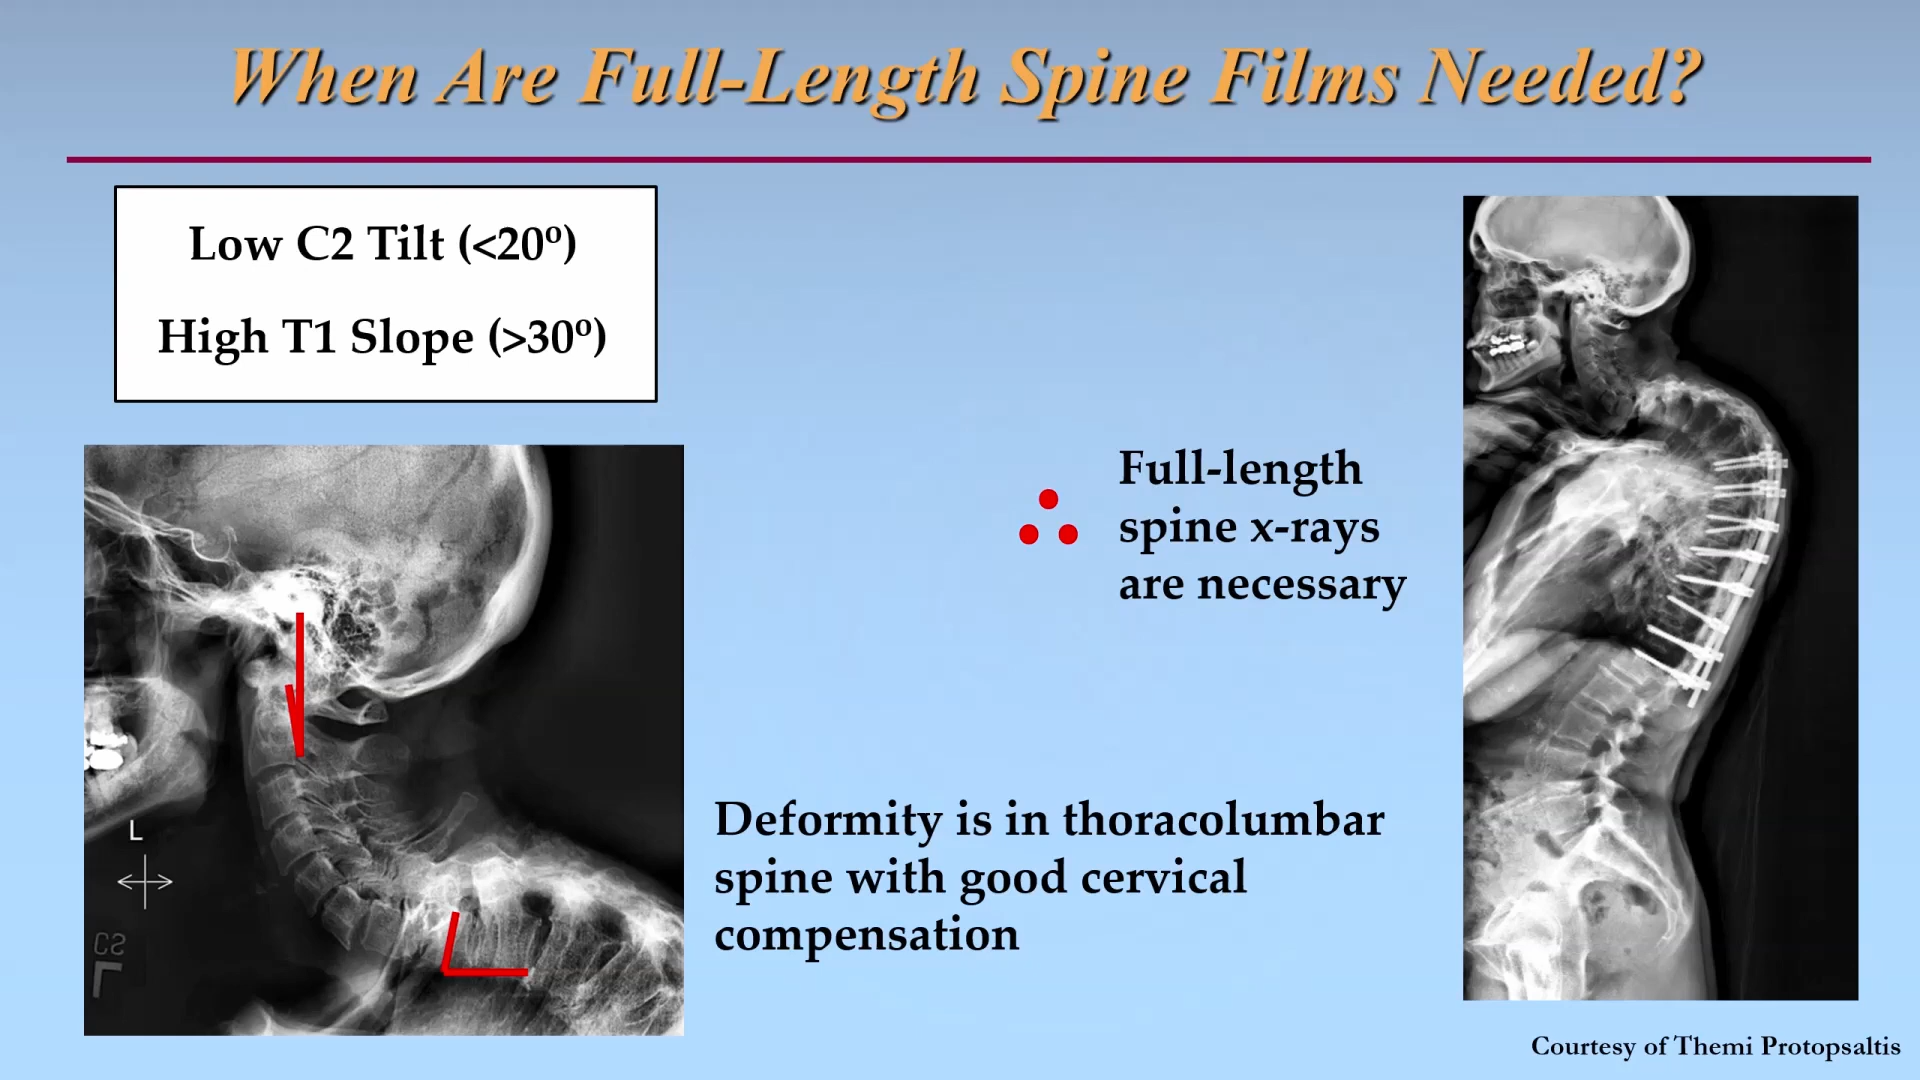 When Are Full-Length Spine Films Needed?
Low C2 Tilt (<20º)
High T1 Slope (>30º)
Full-length
spine x-rays
are necessary
L
Deformity is in thoracolumbar
spine with good cervical
compensation
Courtesy of Themi Protopsaltis